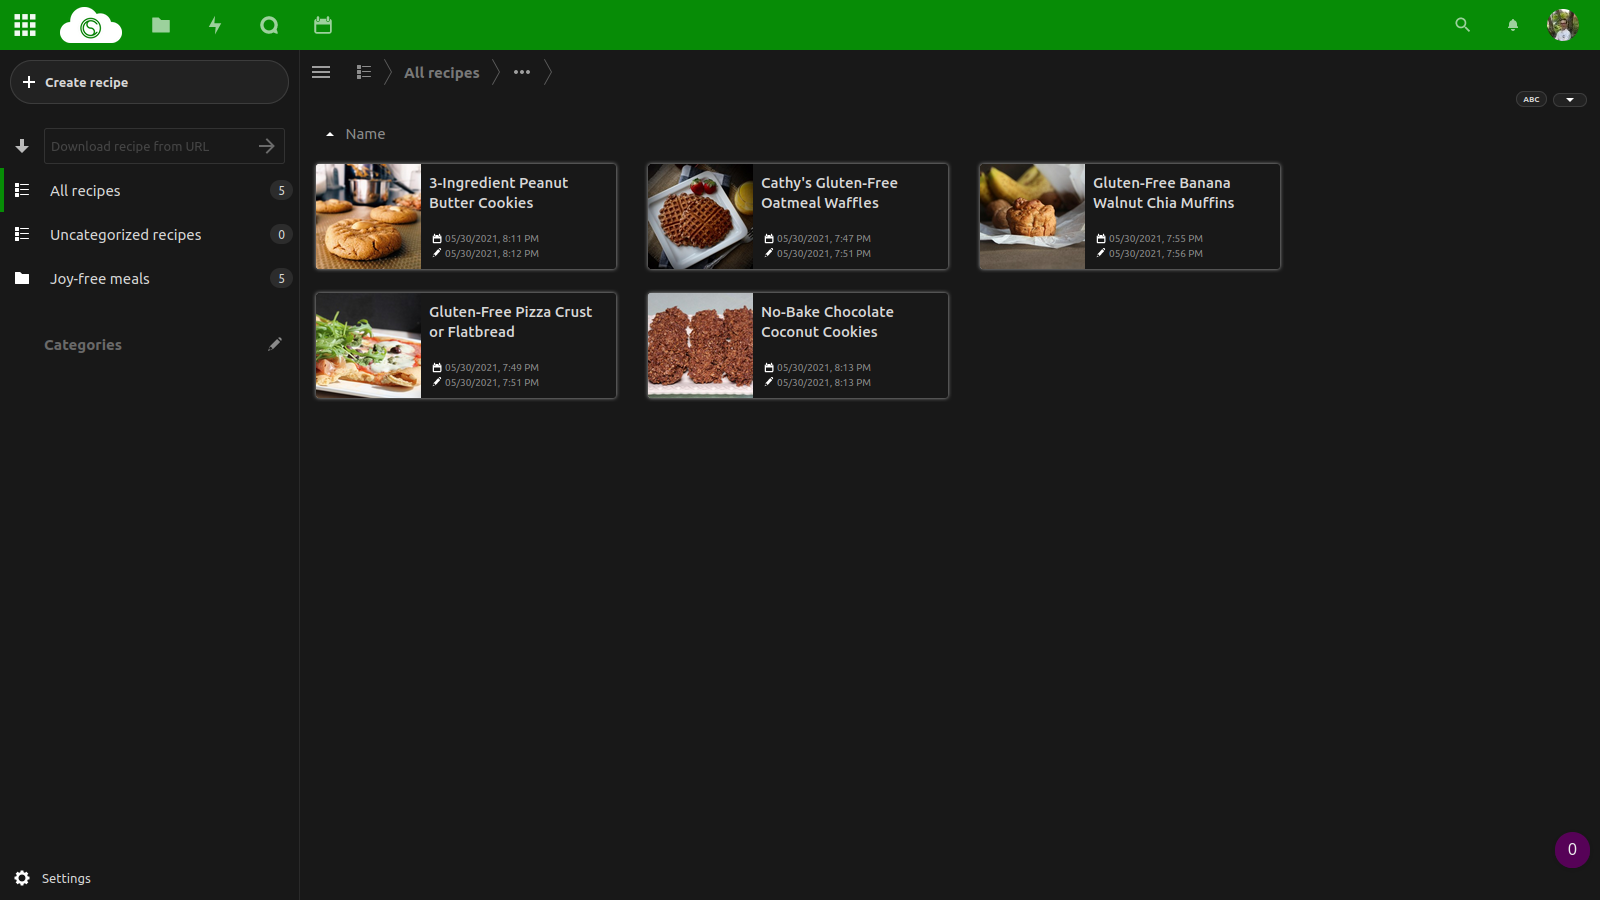 Create recipe
Download recipe from URL
All recipes 5
Uncategorized recipes 0
Joy-free meals 5
Categories
Settings
All recipes
ABC
Name
3-Ingredient Peanut
Butter Cookies
05/30/2021, 8:11 PM
05/30/2021, 8:12 PM
Cathy's Gluten-Free
Oatmeal Waffles
05/30/2021, 7:47 PM
05/30/2021, 7:51 PM
Gluten-Free Banana
Walnut Chia Muffins
05/30/2021, 7:55 PM
05/30/2021, 7:56 PM
Gluten-Free Pizza Crust
or Flatbread
05/30/2021, 7:49 PM
05/30/2021, 7:51 PM
No-Bake Chocolate
Coconut Cookies
05/30/2021, 8:13 PM
05/30/2021, 8:13 PM
0